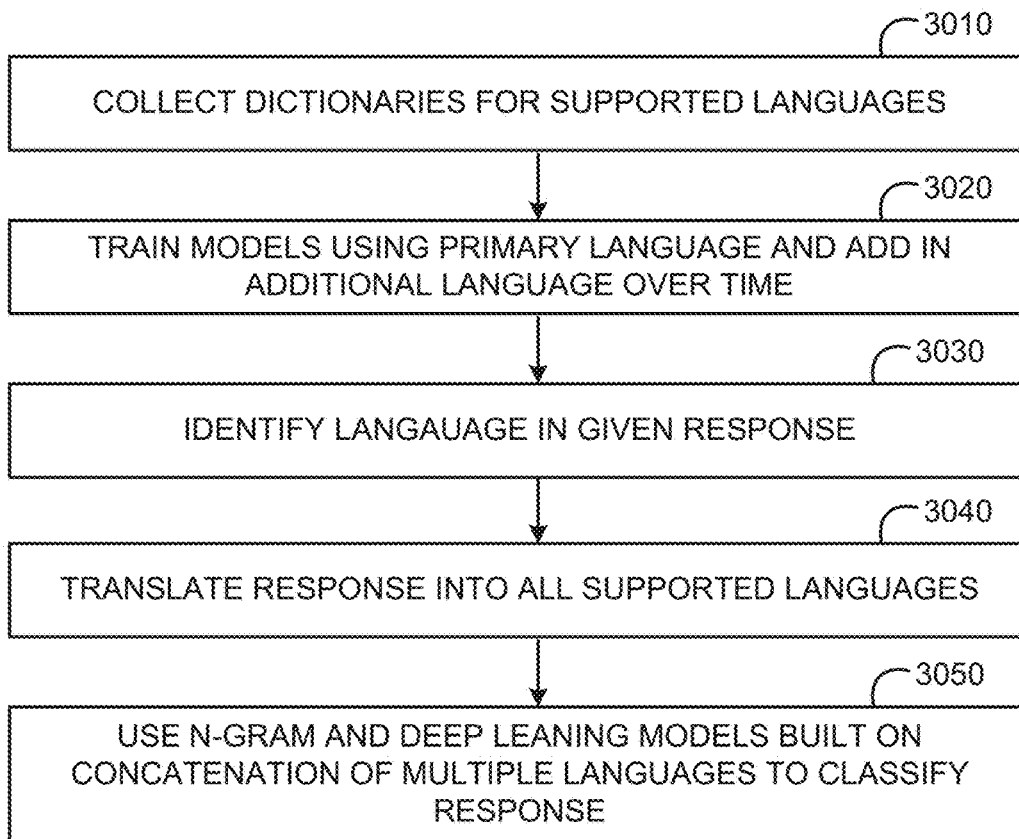 3010
COLLECT DICTIONARIES FOR SUPPORTED LANGUAGES
3020
TRAIN MODELS USING PRIMARY LANGUAGE AND ADD IN
ADDITIONAL LANGUAGE OVER TIME
3030
IDENTIFY LANGAUAGE IN GIVEN RESPONSE
3040
TRANSLATE RESPONSE INTO ALL SUPPORTED LANGUAGES
3050
USE N-GRAM AND DEEP LEANING MODELS BUILT ON
CONCATENATION OF MULTIPLE LANGUAGES TO CLASSIFY
RESPONSE